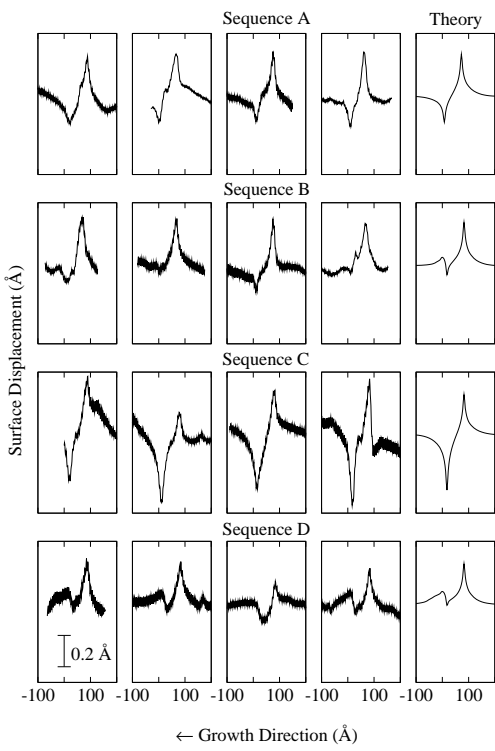 Sequence A
Theory
Sequence B
Surface Displacement (Å)
Sequence C
Sequence D
0.2 Å
-100 100 -100 100 -100 100 -100 100 -100 100
← Growth Direction (Å)